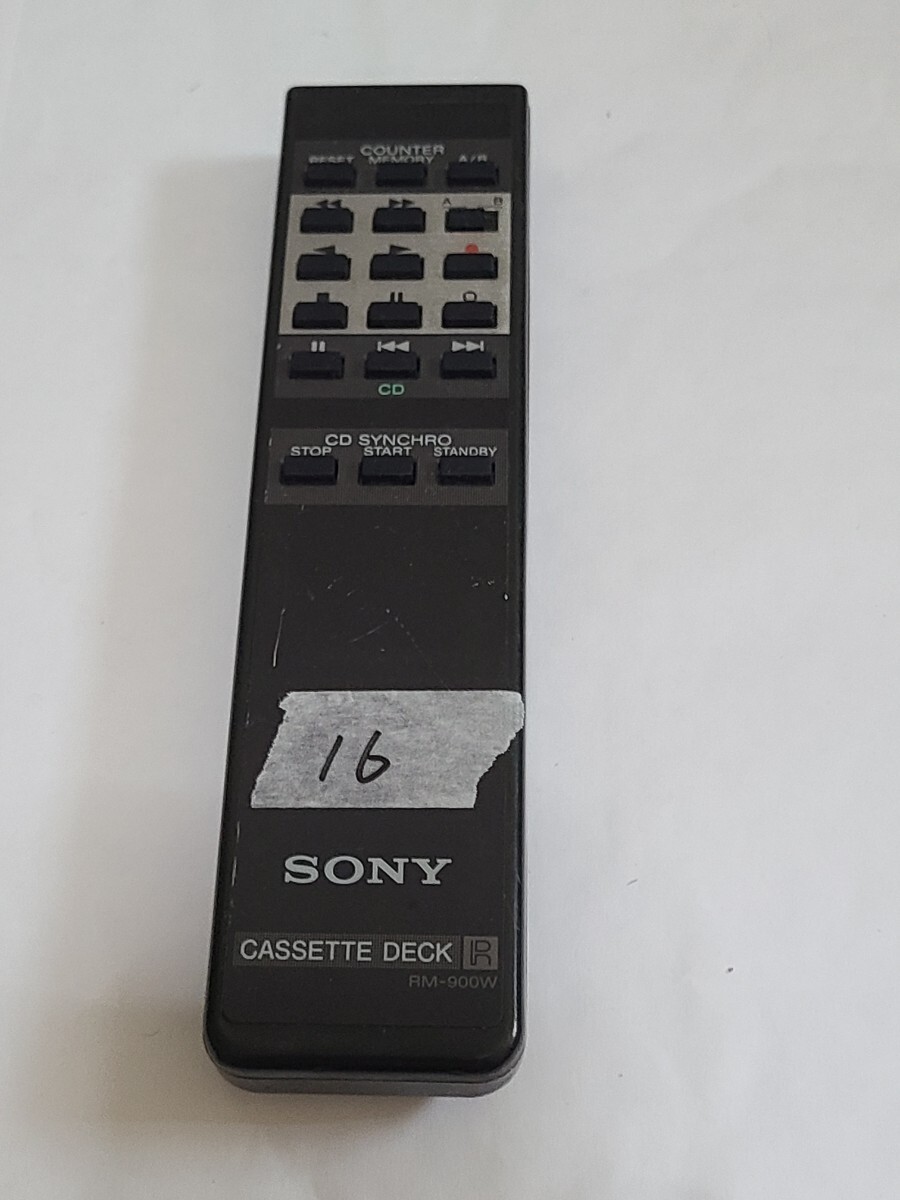 COUNTER
RESET MEMORY A/B
A B
CD
CD SYNCHRO
STOP START STANDBY
16
SONY
CASSETTE DECK R
RM-900W